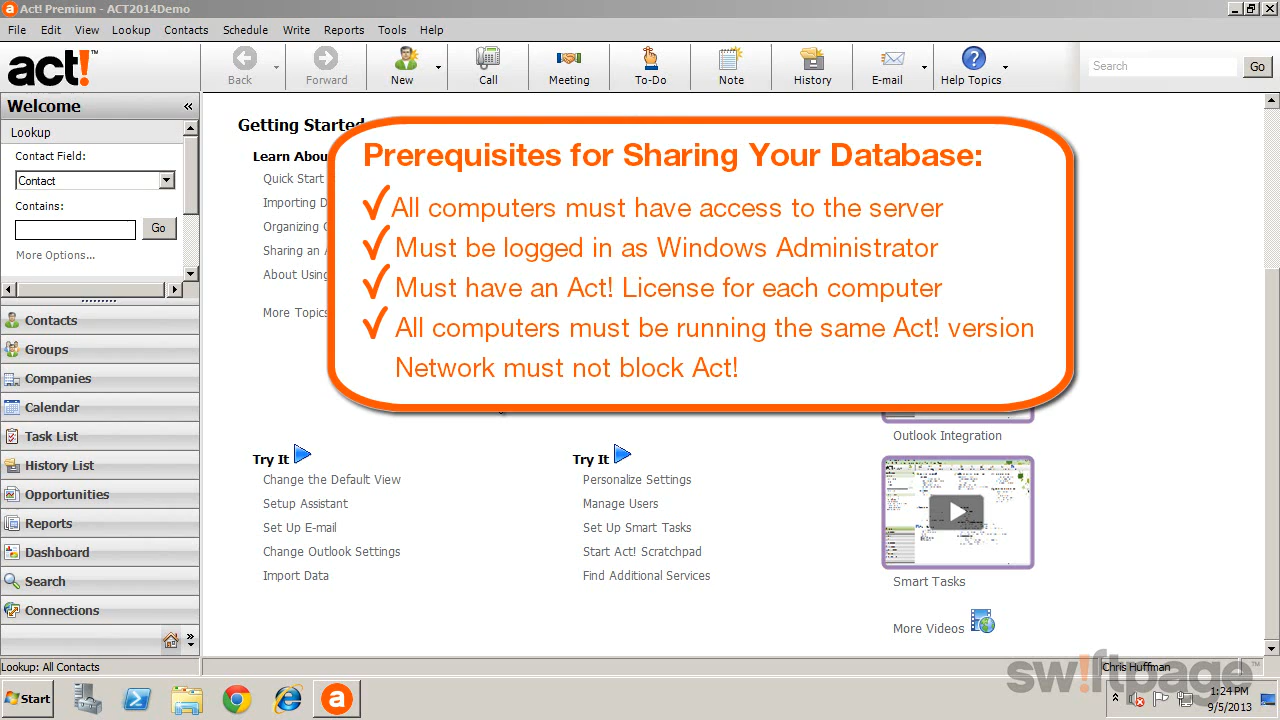 Act! Premium - ACT2014Demo
File Edit View Lookup Contacts Schedule Write Reports Tools Help
act!™
Back Forward New Call Meeting To-Do Note History E-mail Help Topics Search Go
Welcome
Lookup
Contact Field:
Contact
Contains:
Go
More Options...
Contacts
Groups
Companies
Calendar
Task List
History List
Opportunities
Reports
Dashboard
Search
Connections
Getting Started
Learn Abou
Quick Start
Importing D
Organizing
Sharing an
About Using
More Topics
Prerequisites for Sharing Your Database:
✓ All computers must have access to the server
✓ Must be logged in as Windows Administrator
✓ Must have an Act! License for each computer
✓ All computers must be running the same Act! version
Network must not block Act!
Try It
Change the Default View
Setup Assistant
Set Up E-mail
Change Outlook Settings
Import Data
Try It
Personalize Settings
Manage Users
Set Up Smart Tasks
Start Act! Scratchpad
Find Additional Services
Outlook Integration
Smart Tasks
More Videos
Lookup: All Contacts
Chris Huffman
sw!ftpage™
Start
a
1:24 PM
9/5/2013